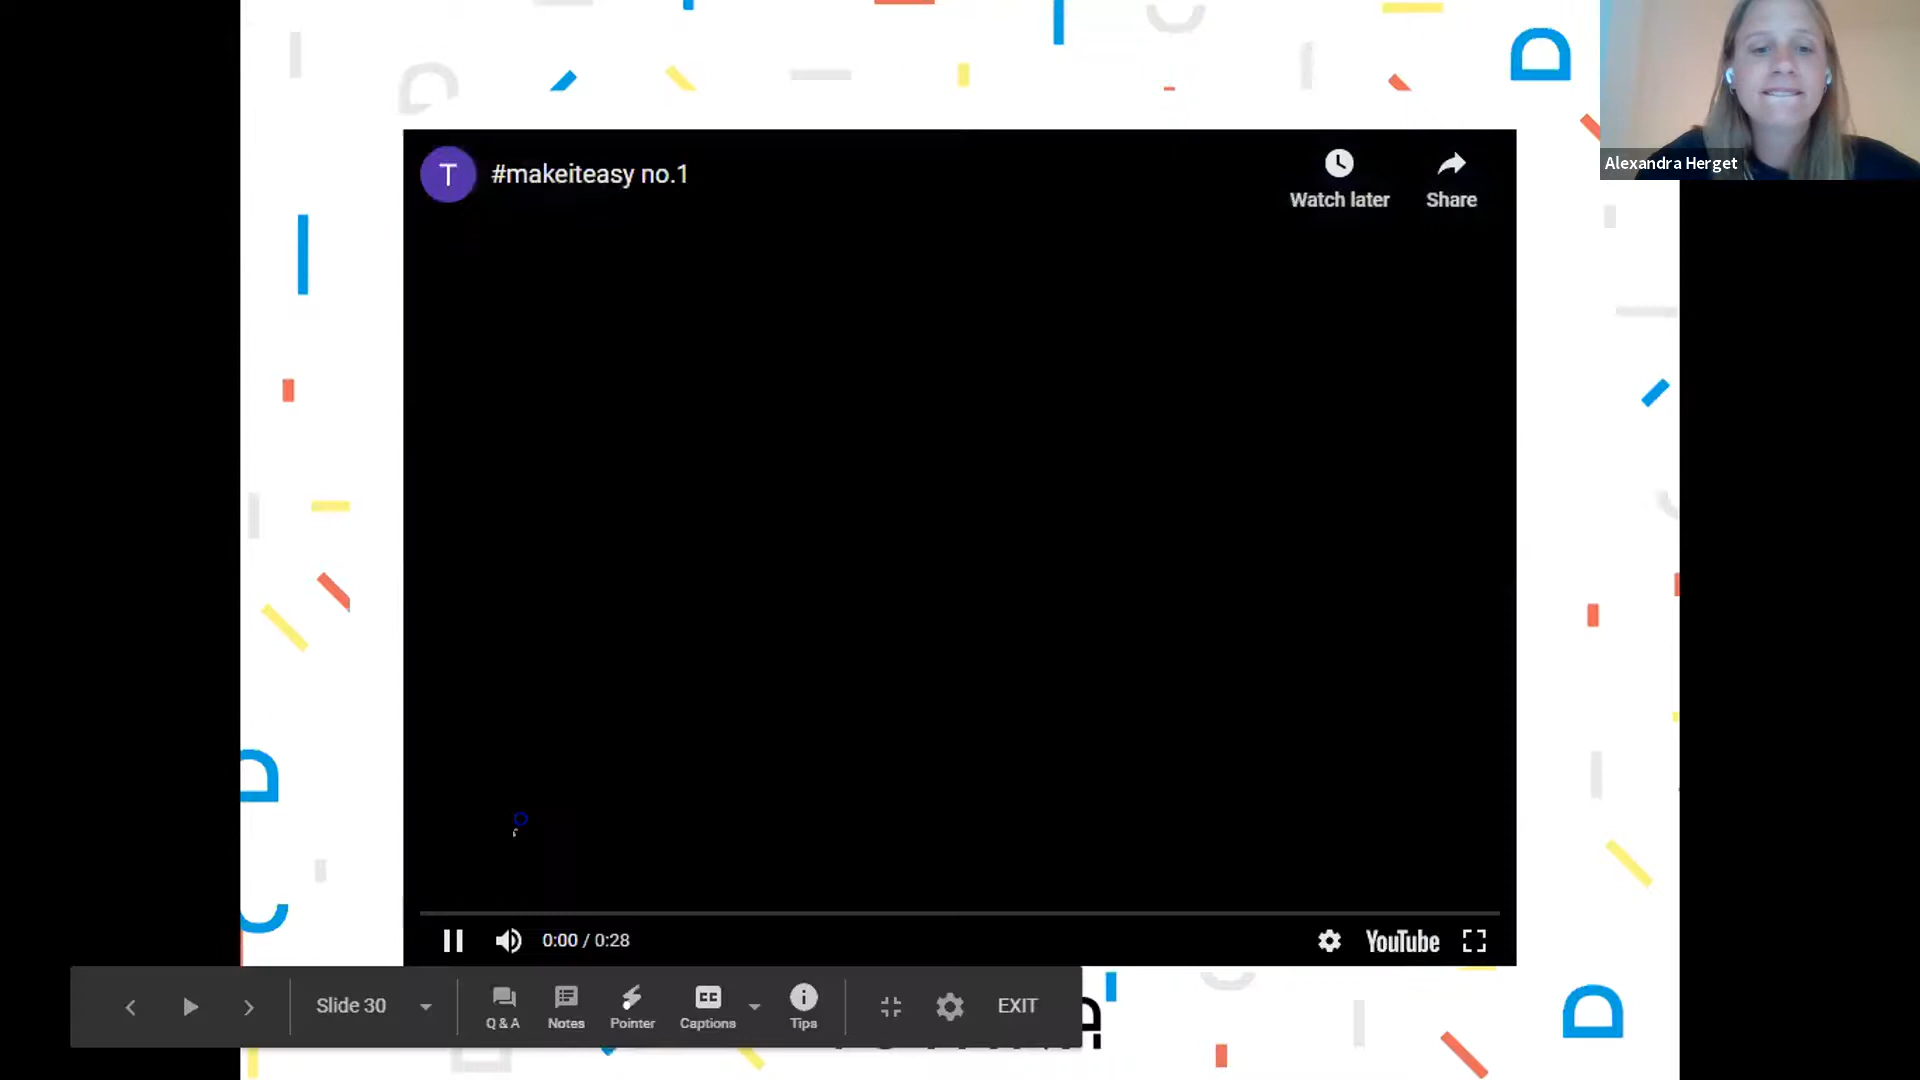 T
#makeiteasy no.1
Watch later
Share
Alexandra Herget
0:00 / 0:28
YouTube
Slide 30
Q & A
Notes
Pointer
CC
Captions
Tips
EXIT